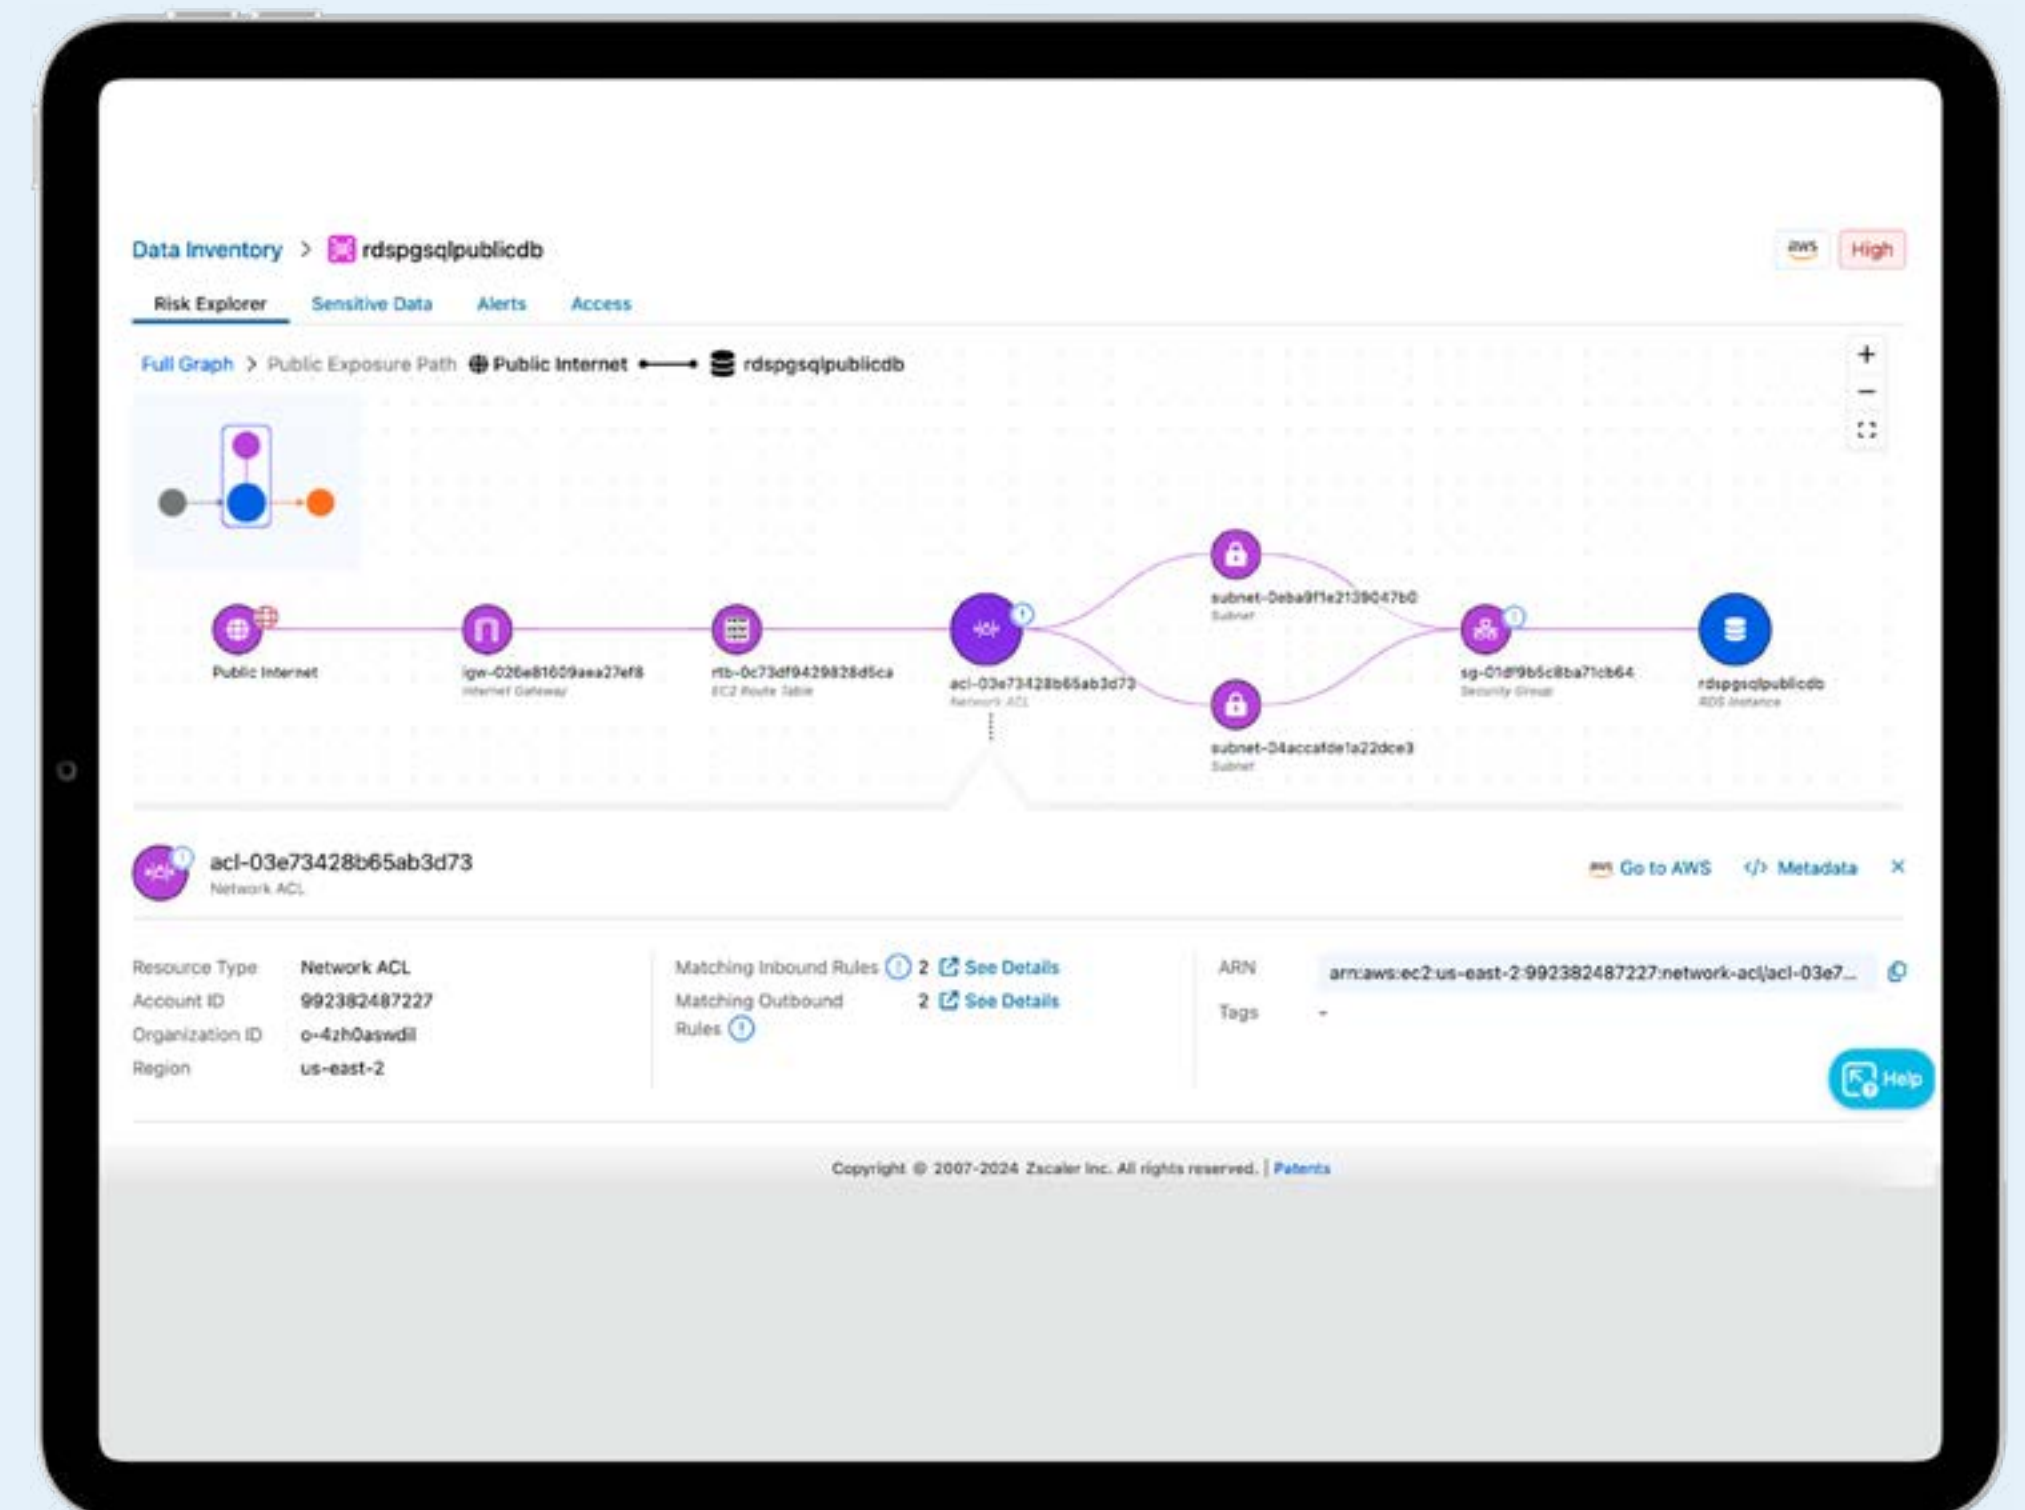 Data Inventory > rdspgsqlpublicdb
aws High
Risk Explorer Sensitive Data Alerts Access
Full Graph > Public Exposure Path Public Internet rdspgsqlpublicdb
+
−
subnet-0eba9f1e2139047b0
Subnet
Public Internet
igw-026e81609aea27ef8
Internet Gateway
rtb-0c73df9429828d5ca
EC2 Route Table
acl-03e73428b65ab3d73
Network ACL
sg-01df9b5c8ba71cb64
Security Group
rdspgsqlpublicdb
RDS Instance
subnet-04accafde1a22dce3
Subnet
acl-03e73428b65ab3d73
Network ACL
aws Go to AWS </> Metadata ×
Resource Type Network ACL
Account ID 992382487227
Organization ID o-4zh0aswdil
Region us-east-2
Matching Inbound Rules 2 See Details
Matching Outbound Rules 2 See Details
ARN arn:aws:ec2:us-east-2:992382487227:network-acl/acl-03e7...
Tags -
Help
Copyright © 2007-2024 Zscaler Inc. All rights reserved. | Patents